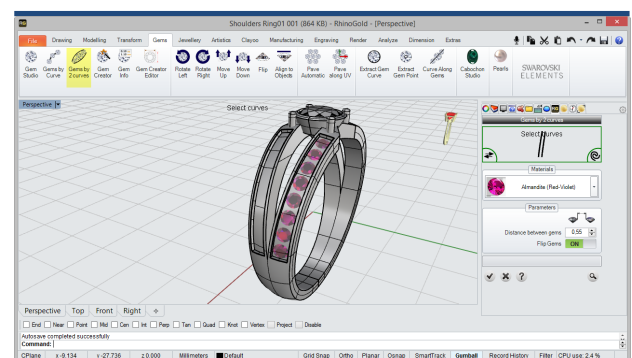 Shoulders Ring01 001 (864 KB) - RhinoGold - [Perspective]
File Drawing Modelling Transform Gems Jewellery Artistics Clayoo Manufacturing Engraving Render Analyze Dimension Extras
Gem Studio
Gems by Curve
Gems by 2 curves
Gem Creator
Gem Info
Gem Creator Editor
Rotate Left
Rotate Right
Move Up
Move Down
Flip
Align to Objects
Pave Automatic
Pave along UV
Extract Gem Curve
Extract Gem Point
Curve Along Gems
Cabochon Studio
Pearls
SWAROVSKI
ELEMENTS
Perspective
Select curves
Gems by 2 curves
Select curves
Materials
Almandite (Red-Violet)
Parameters
Distance between gems 0,55
Flip Gems ON
Perspective Top Front Right
End Near Point Mid Cen Int Perp Tan Quad Knot Vertex Project Disable
Autosave completed successfully
Command:
CPlane x -9.134 y -27.736 z 0.000 Millimeters Default Grid Snap Ortho Planar Osnap SmartTrack Gumball Record History Filter CPU use: 2.4 %